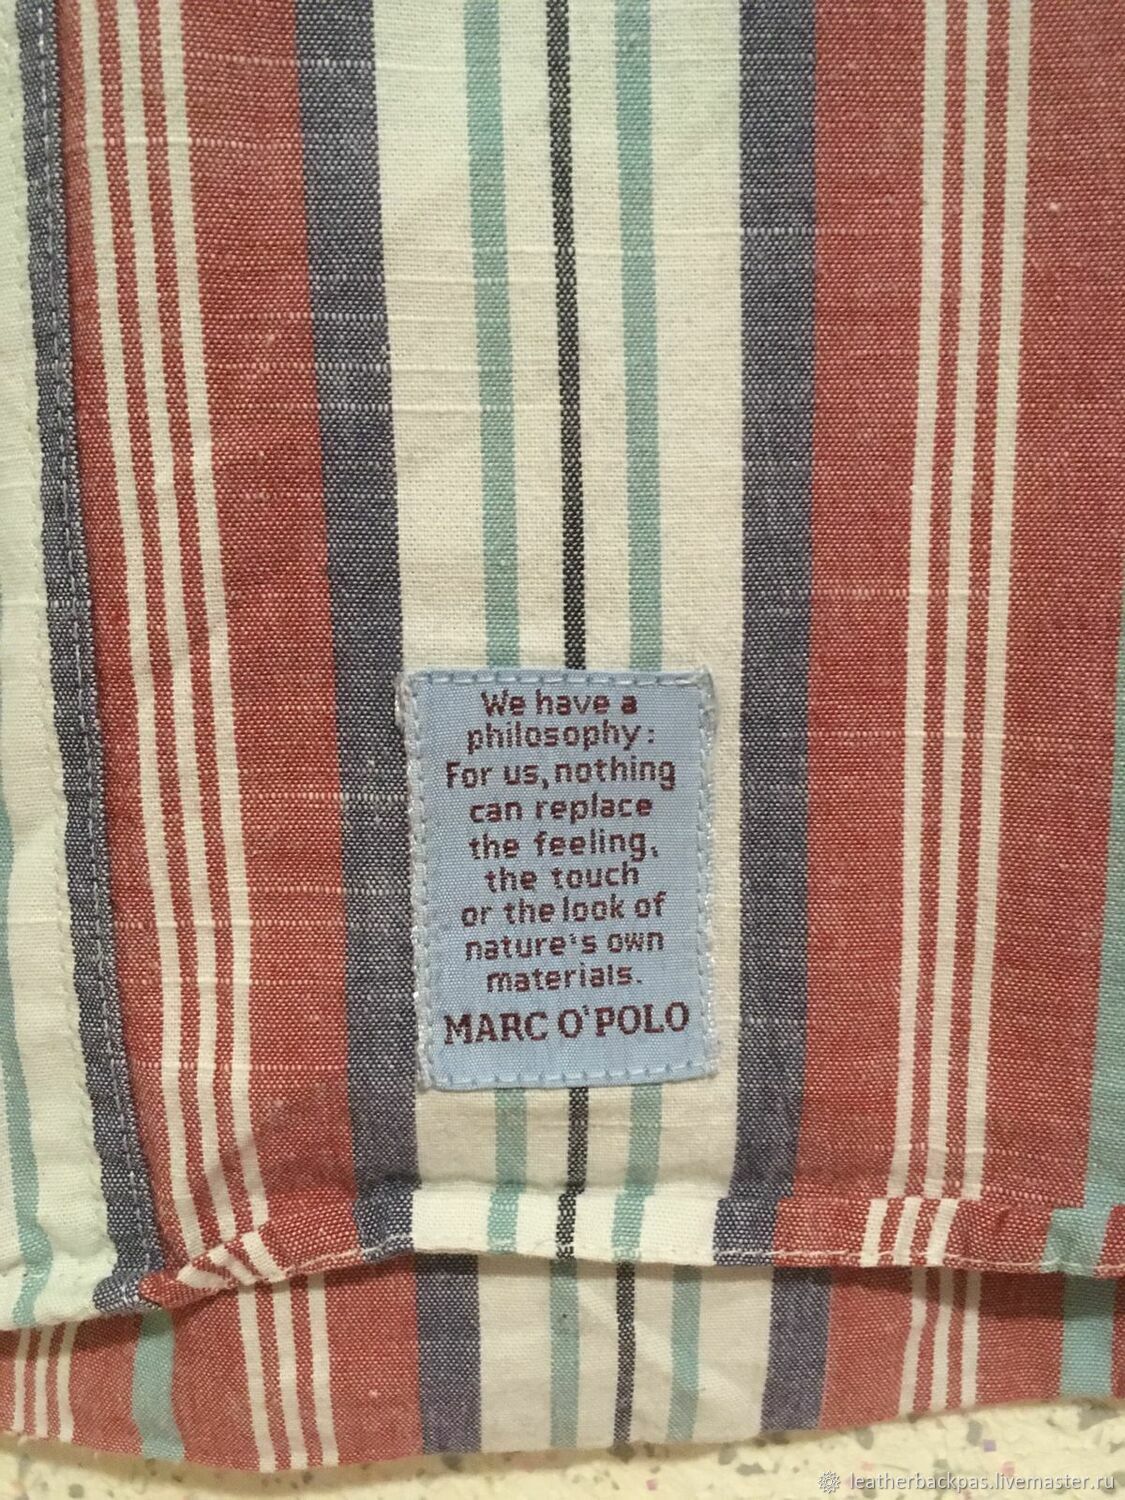 We have a
philosophy:
For us, nothing
can replace
the feeling,
the touch
or the look of
nature's own
materials.
MARC O'POLO
leatherbackpas.livemaster.ru